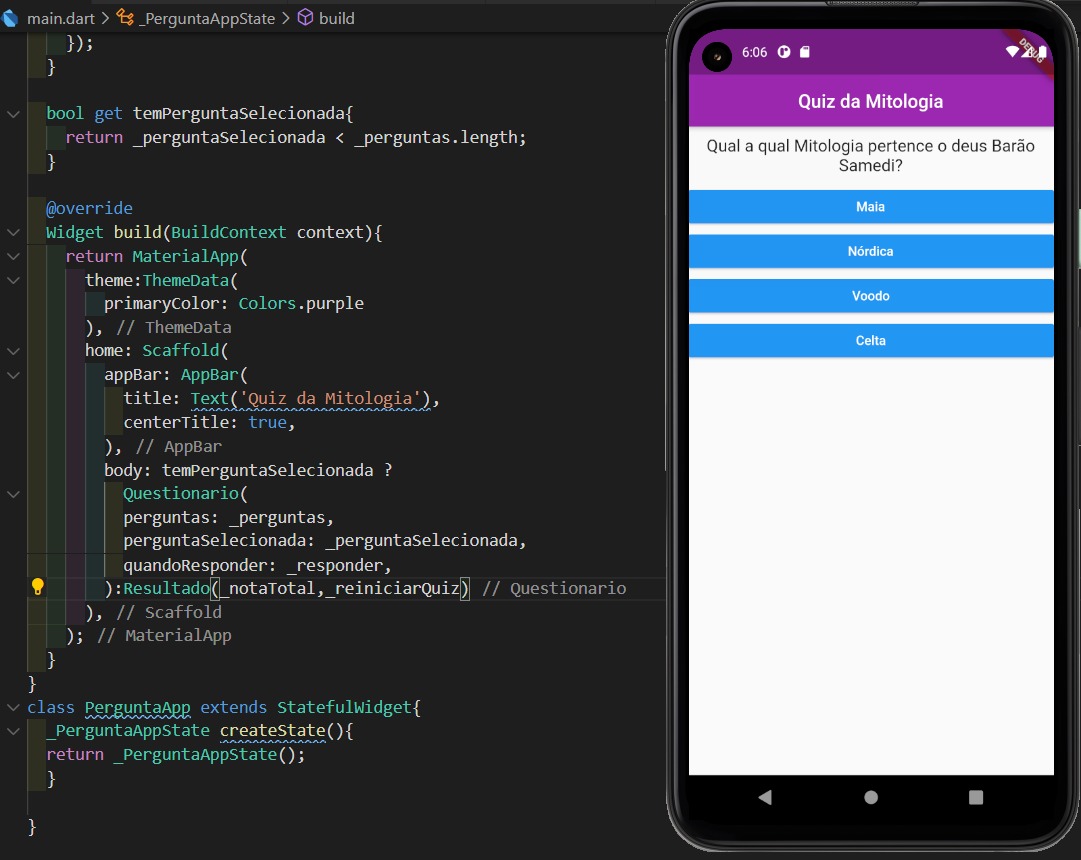 main.dart > _PerguntaAppState > build
});
}
bool get temPerguntaSelecionada{
return _perguntaSelecionada < _perguntas.length;
}
@override
Widget build(BuildContext context){
return MaterialApp(
theme:ThemeData(
primaryColor: Colors.purple
), // ThemeData
home: Scaffold(
appBar: AppBar(
title: Text('Quiz da Mitologia'),
centerTitle: true,
), // AppBar
body: temPerguntaSelecionada ?
Questionario(
perguntas: _perguntas,
perguntaSelecionada: _perguntaSelecionada,
quandoResponder: _responder,
):Resultado(_notaTotal,_reiniciarQuiz) // Questionario
), // Scaffold
); // MaterialApp
}
}
class PerguntaApp extends StatefulWidget{
_PerguntaAppState createState(){
return _PerguntaAppState();
}
}
6:06
DEBUG
Quiz da Mitologia
Qual a qual Mitologia pertence o deus Barão
Samedi?
Maia
Nórdica
Voodo
Celta